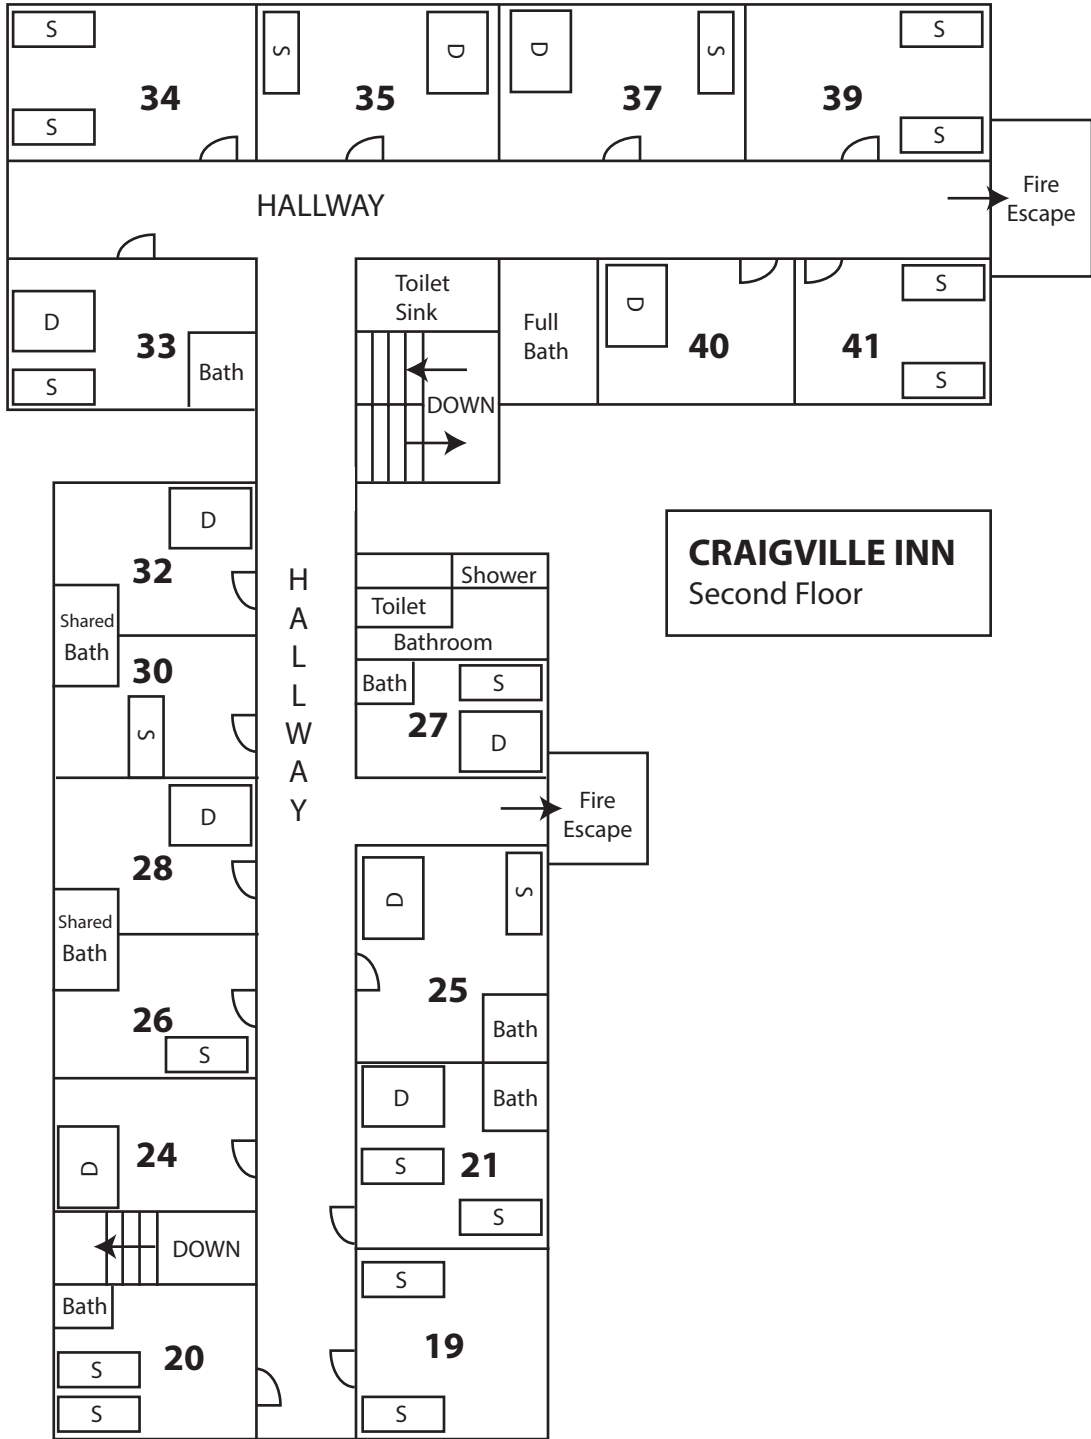 S
S
34
S
D
35
D
S
37
S
S
39
HALLWAY
Fire
Escape
D
S
33
Bath
Toilet
Sink
DOWN
Full
Bath
D
40
S
S
41
CRAIGVILLE INN
Second Floor
D
32
Shared
Bath
30
S
H
A
L
L
W
A
Y
Shower
Toilet
Bathroom
Bath
S
27
D
Fire
Escape
D
28
Shared
Bath
26
S
D
S
25
Bath
D
Bath
S
21
S
24
D
DOWN
Bath
20
S
S
S
19
S